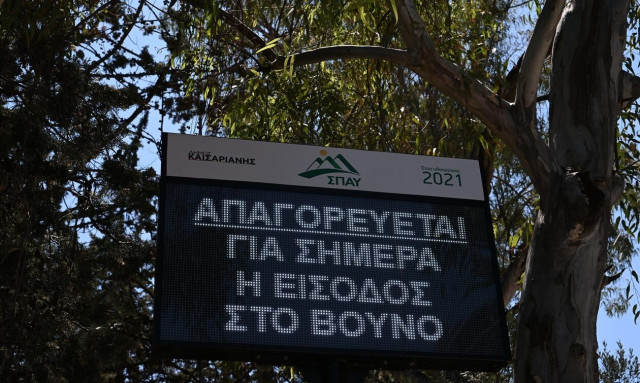 ΚΑΙΣΑΡΙΑΝΗΣ
ΣΠΑΥ
2021
ΑΠΑΓΟΡΕΥΕΤΑΙ
ΓΙΑ ΣΗΜΕΡΑ
Η ΕΙΣΟΔΟΣ
ΣΤΟ ΒΟΥΝΟ